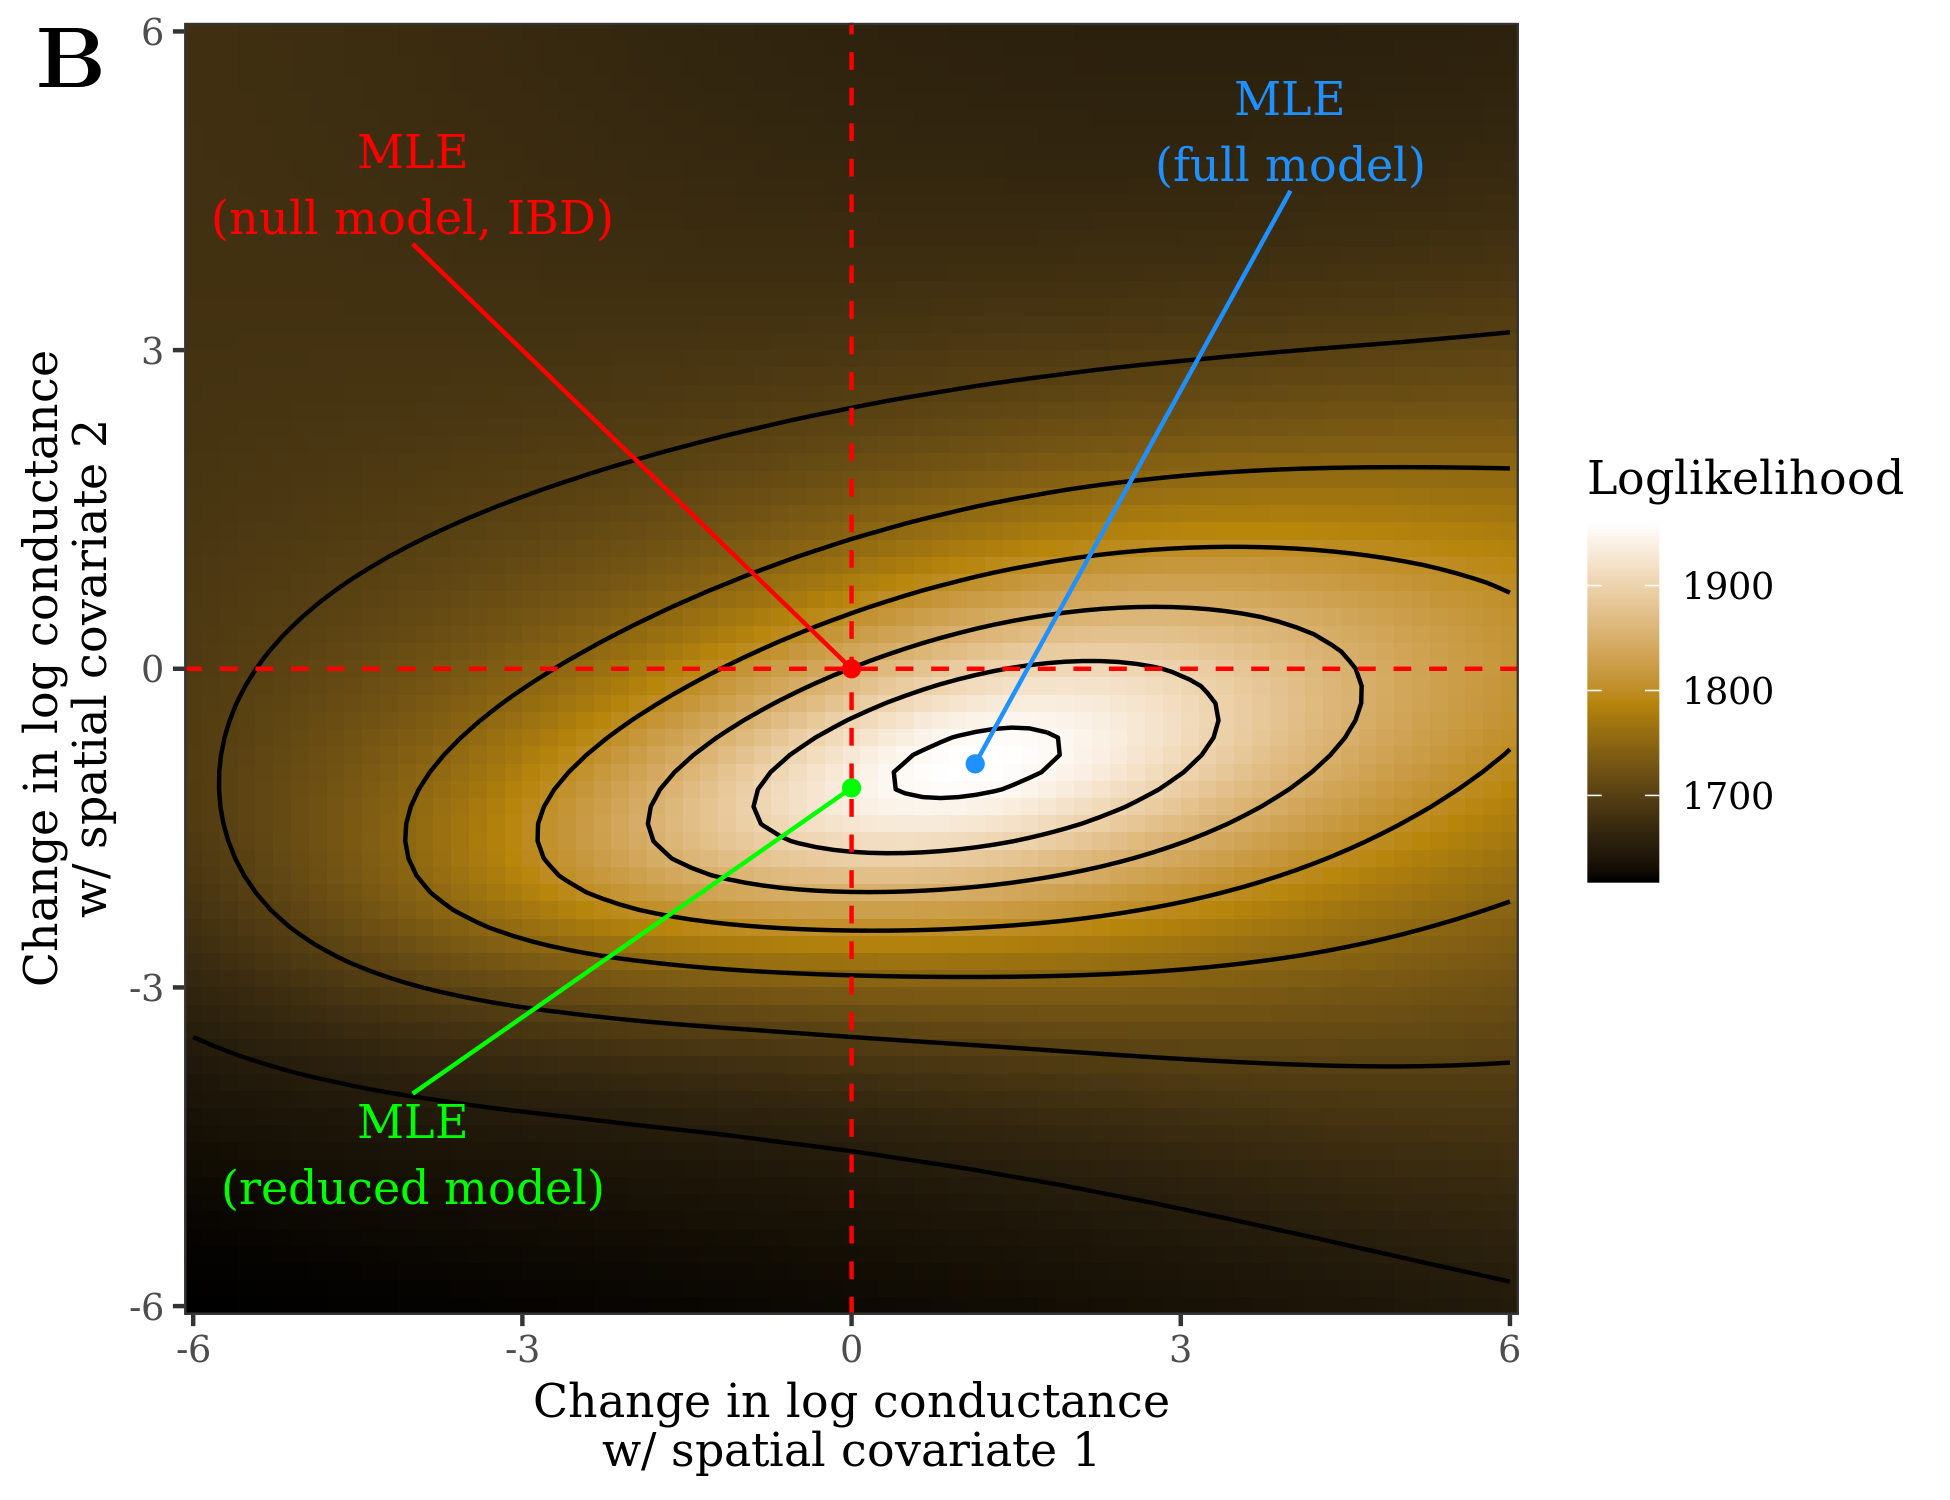 B
MLE
(null model, IBD)
MLE
(full model)
MLE
(reduced model)
6
3
0
-3
-6
-6
-3
0
3
6
Change in log conductance
w/ spatial covariate 2
Change in log conductance
w/ spatial covariate 1
Loglikelihood
1900
1800
1700